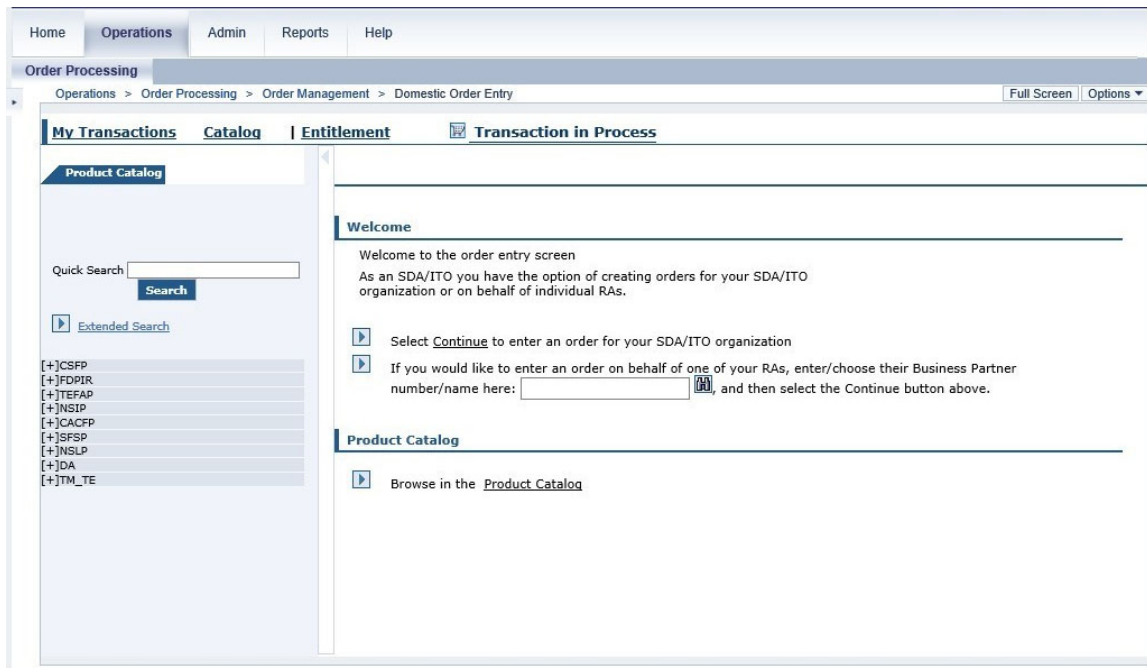 Home Operations Admin Reports Help
Order Processing
Operations > Order Processing > Order Management > Domestic Order Entry Full Screen Options
My Transactions Catalog | Entitlement Transaction in Process
Product Catalog
Welcome
Welcome to the order entry screen
As an SDA/ITO you have the option of creating orders for your SDA/ITO
organization or on behalf of individual RAs.
Quick Search
Search
Extended Search
Select Continue to enter an order for your SDA/ITO organization
If you would like to enter an order on behalf of one of your RAs, enter/choose their Business Partner
number/name here: , and then select the Continue button above.
[+]CSFP
[+]FDPIR
[+]TEFAP
[+]NSIP
[+]CACFP
[+]SFSP
[+]NSLP
[+]DA
[+]TM_TE
Product Catalog
Browse in the Product Catalog